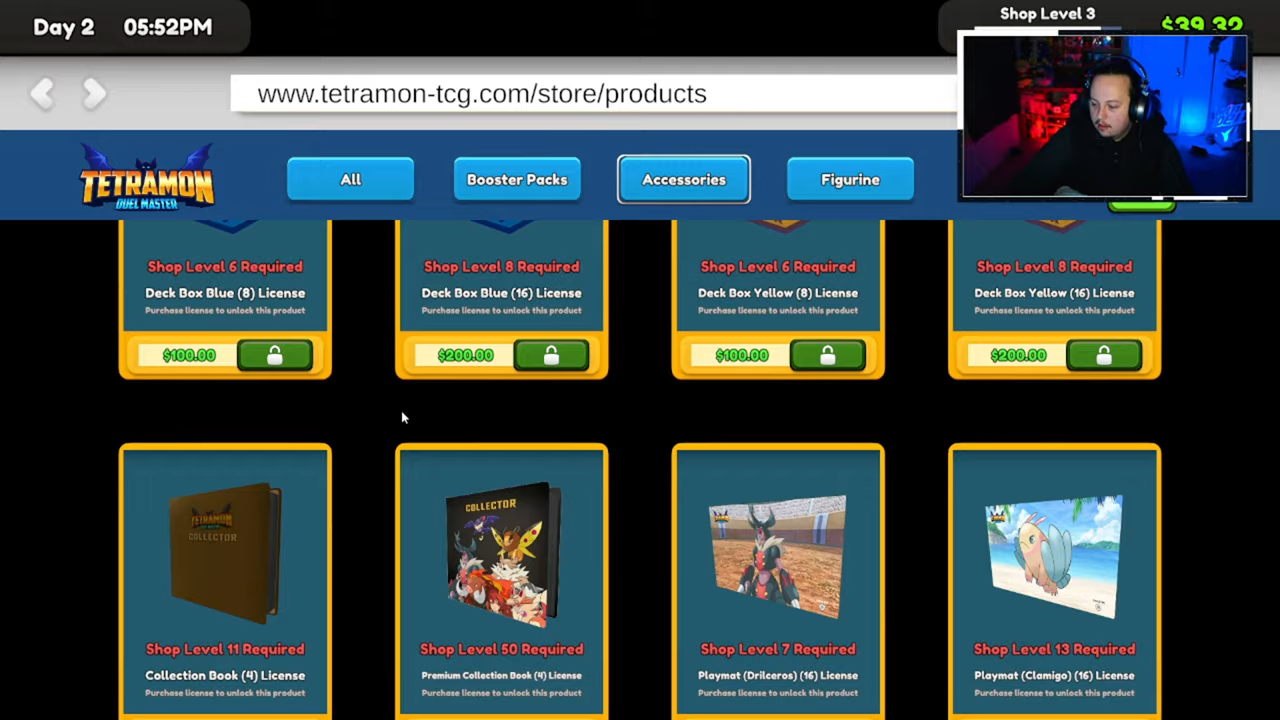 Day 2 05:52PM
Shop Level 3
$39.32
www.tetramon-tcg.com/store/products
TETRAMON
DUEL MASTER
All
Booster Packs
Accessories
Figurine
Shop Level 6 Required
Deck Box Blue (8) License
Purchase license to unlock this product
$100.00
Shop Level 8 Required
Deck Box Blue (16) License
Purchase license to unlock this product
$200.00
Shop Level 6 Required
Deck Box Yellow (8) License
Purchase license to unlock this product
$100.00
Shop Level 8 Required
Deck Box Yellow (16) License
Purchase license to unlock this product
$200.00
TETRAMON
COLLECTOR
Shop Level 11 Required
Collection Book (4) License
Purchase license to unlock this product
COLLECTOR
Shop Level 50 Required
Premium Collection Book (4) License
Purchase license to unlock this product
Shop Level 7 Required
Playmat (Drilceros) (16) License
Purchase license to unlock this product
Shop Level 13 Required
Playmat (Clamigo) (16) License
Purchase license to unlock this product